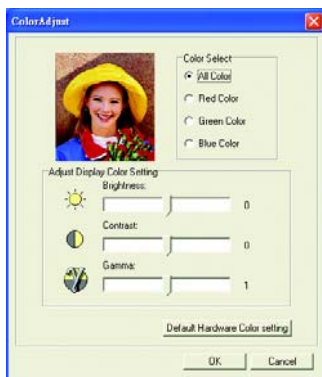 ColorAdjust
Color Select
All Color
Red Color
Green Color
Blue Color
Adjust Display Color Setting
Brightness:
0
Contrast:
0
Gamma:
1
Default Hardware Color setting
OK
Cancel